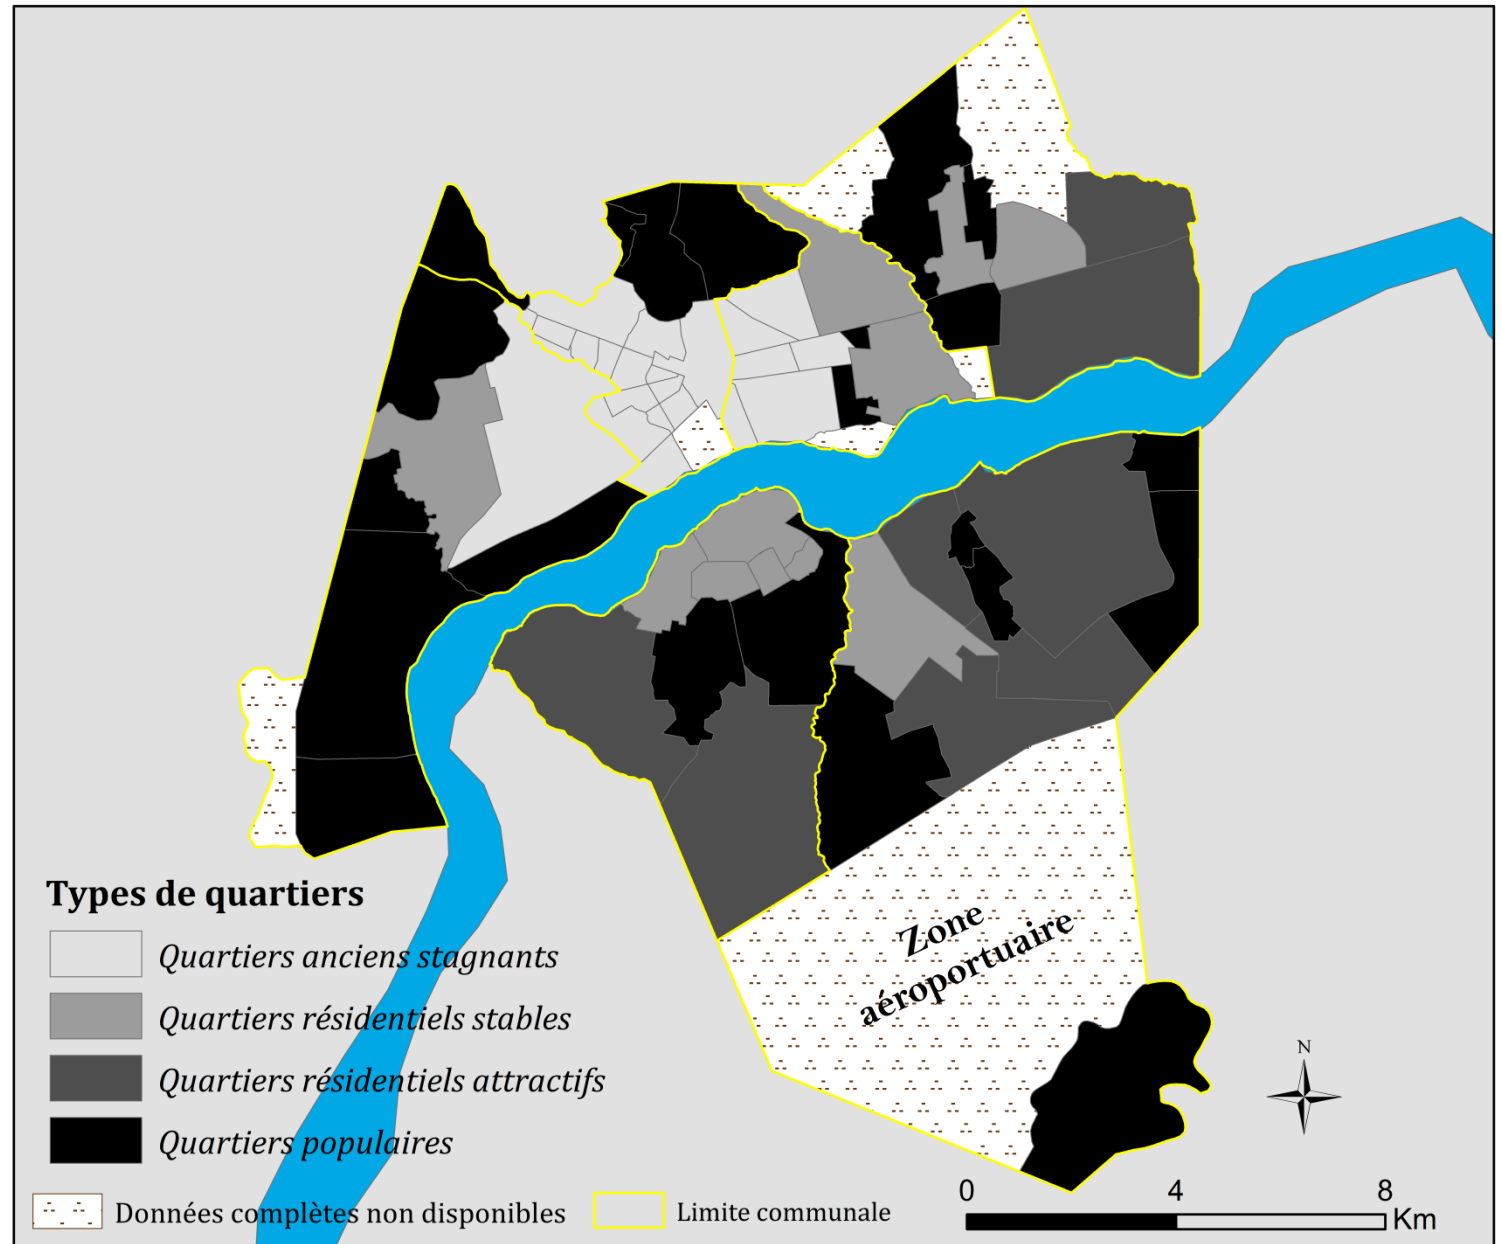 Zone
aéroportuaire
Types de quartiers
Quartiers anciens stagnants
Quartiers résidentiels stables
Quartiers résidentiels attractifs
Quartiers populaires
Données complètes non disponibles
Limite communale
N
0 4 8
Km